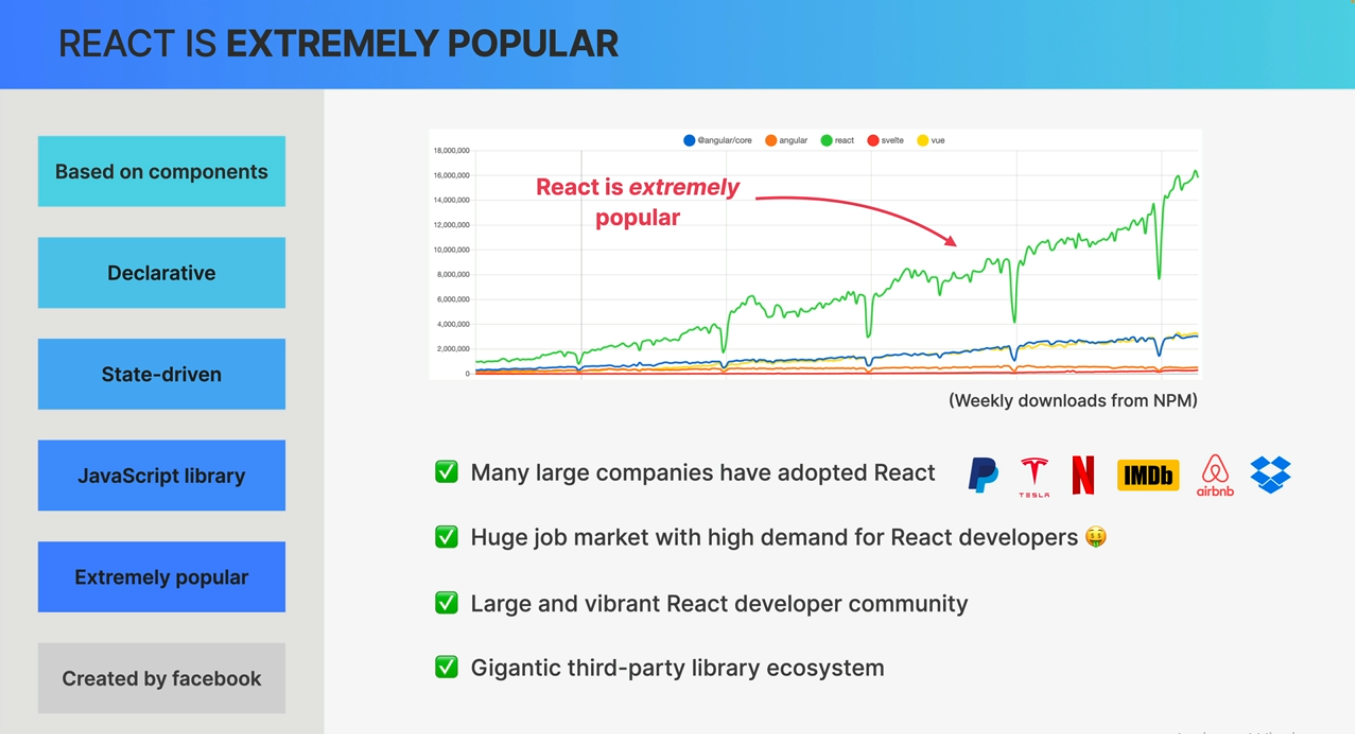 REACT IS EXTREMELY POPULAR
Based on components
Declarative
State-driven
JavaScript library
Extremely popular
Created by facebook
@angular/core angular react svelte vue
18,000,000
16,000,000
14,000,000
12,000,000
10,000,000
8,000,000
6,000,000
4,000,000
2,000,000
0
React is extremely
popular
(Weekly downloads from NPM)
✅ Many large companies have adopted React
TESLA
N
IMDb
airbnb
✅ Huge job market with high demand for React developers 🤑
✅ Large and vibrant React developer community
✅ Gigantic third-party library ecosystem